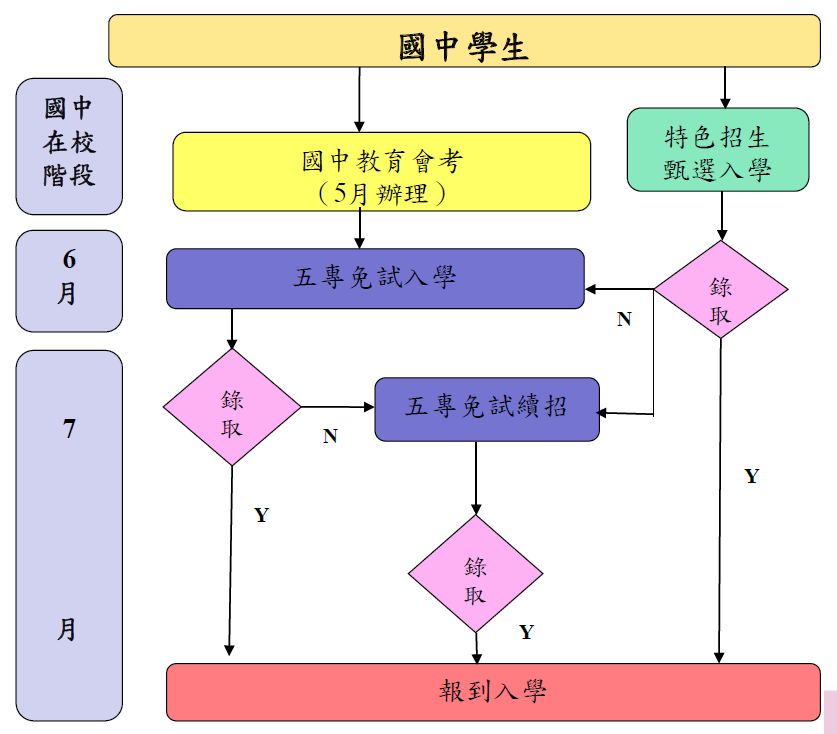 國中學生
國中
在校
階段
國中教育會考
（5月辦理）
特色招生
甄選入學
6
月
五專免試入學
錄
取
N
7
錄
取
N
五專免試續招
Y
Y
錄
取
月
Y
報到入學